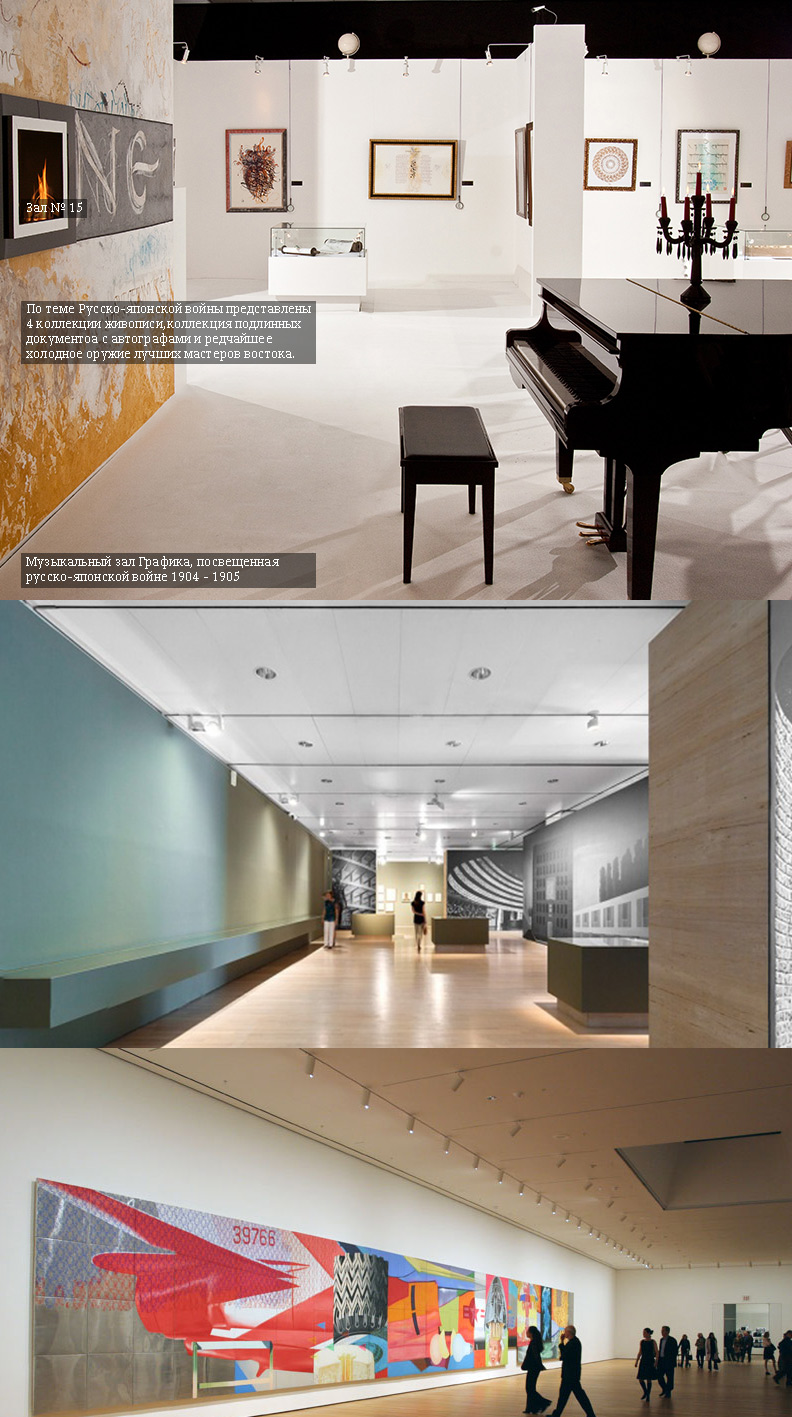 NE
Зал № 15
По теме Русско-японской войны представлены
4 коллекции живописи,коллекция подлинных
документоа с автографами и редчайшее
холодное оружие лучших мастеров востока.
Музыкальный зал Графика, посвещенная
русско-японской войне 1904 - 1905
39766